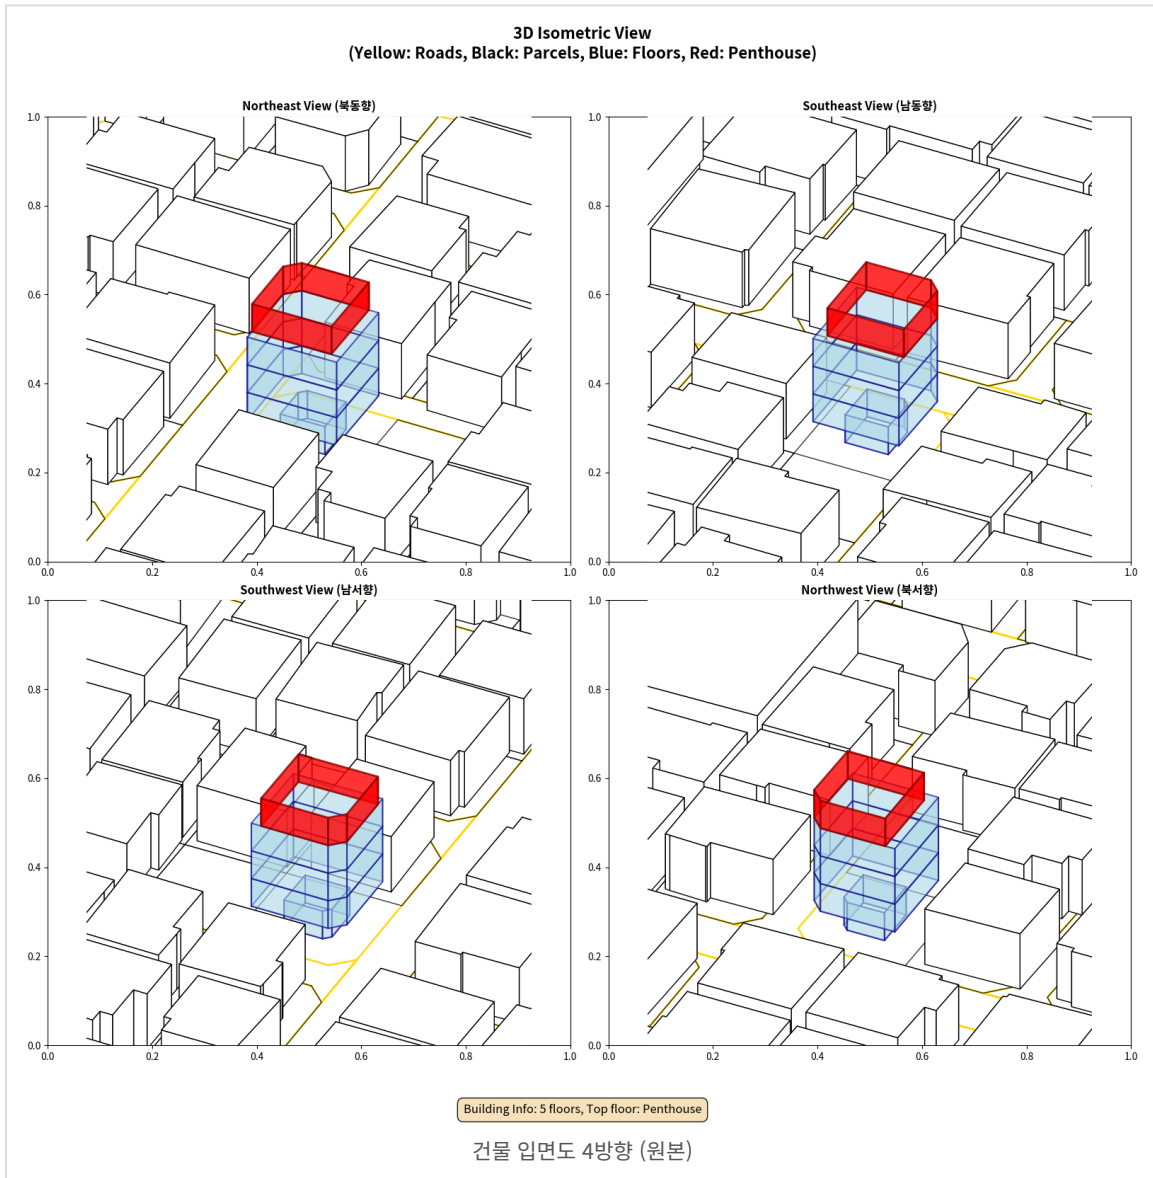 3D Isometric View
(Yellow: Roads, Black: Parcels, Blue: Floors, Red: Penthouse)
Northeast View (북동향)
1.0
0.8
0.6
0.4
0.2
0.0
0.0 0.2 0.4 0.6 0.8 1.0
Southeast View (남동향)
1.0
0.8
0.6
0.4
0.2
0.0
0.0 0.2 0.4 0.6 0.8 1.0
Southwest View (남서향)
1.0
0.8
0.6
0.4
0.2
0.0
0.0 0.2 0.4 0.6 0.8 1.0
Northwest View (북서향)
1.0
0.8
0.6
0.4
0.2
0.0
0.0 0.2 0.4 0.6 0.8 1.0
Building Info: 5 floors, Top floor: Penthouse
건물 입면도 4방향 (원본)